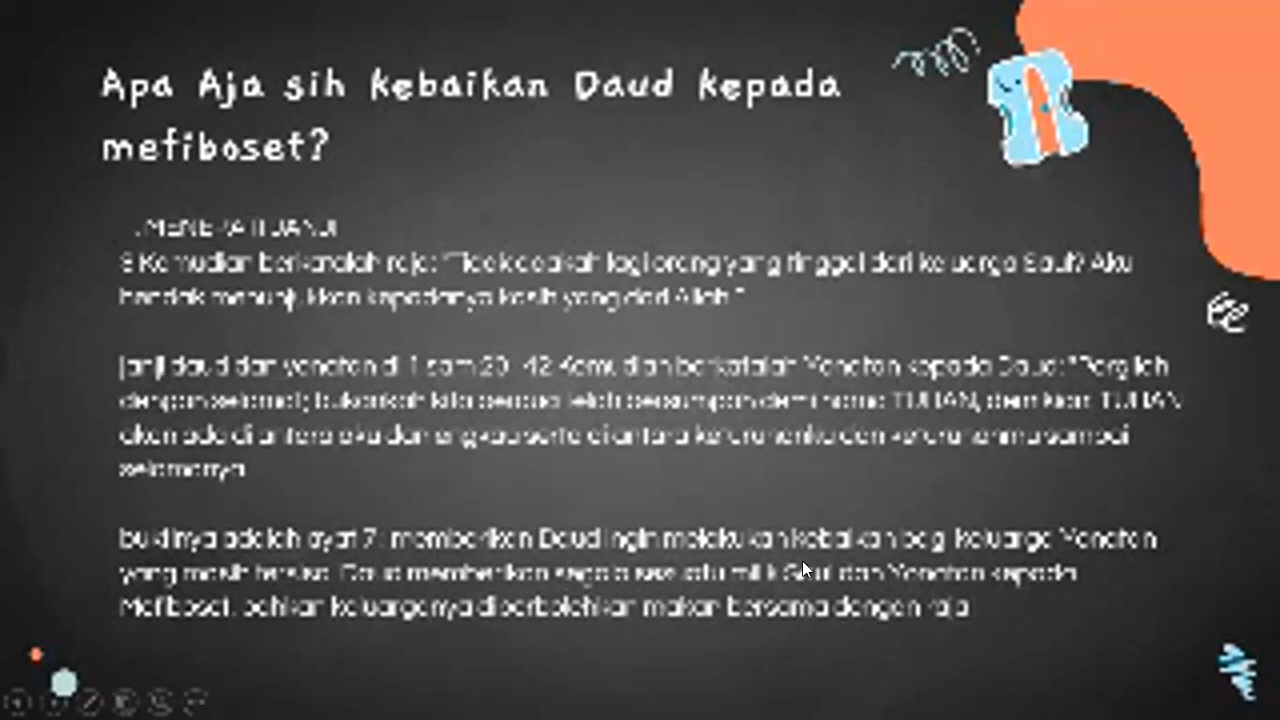 Apa Aja sih kebaikan Daud kepada
mefiboset?
. MENEPATI JANJI
3 Kemudian berkatalah raja: "Tidak adakah lagi orang yang tinggal dari keluarga Saul? Aku
hendak menunjukkan kepadanya kasih yang dari Allah."
janji daud dan yonatan di 1 sam 20 42 Kemudian berkatalah Yonatan kepada Daud: "Pergilah
dengan selamat; bukankah kita berdua telah bersumpah demi nama TUHAN, demikian: TUHAN
akan ada di antara aku dan engkau serta di antara keturunanku dan keturunanmu sampai
selamanya
buktinya adalah ayat 7: memberikan Daud ingin melakukan kebaikan bagi keluarga Yonatan
yang masih tersisa. Daud memberikan segala sesuatu milik Saul dan Yonatan kepada
Mefiboset. bahkan keluarganya diperbolehkan makan bersama dengan raja